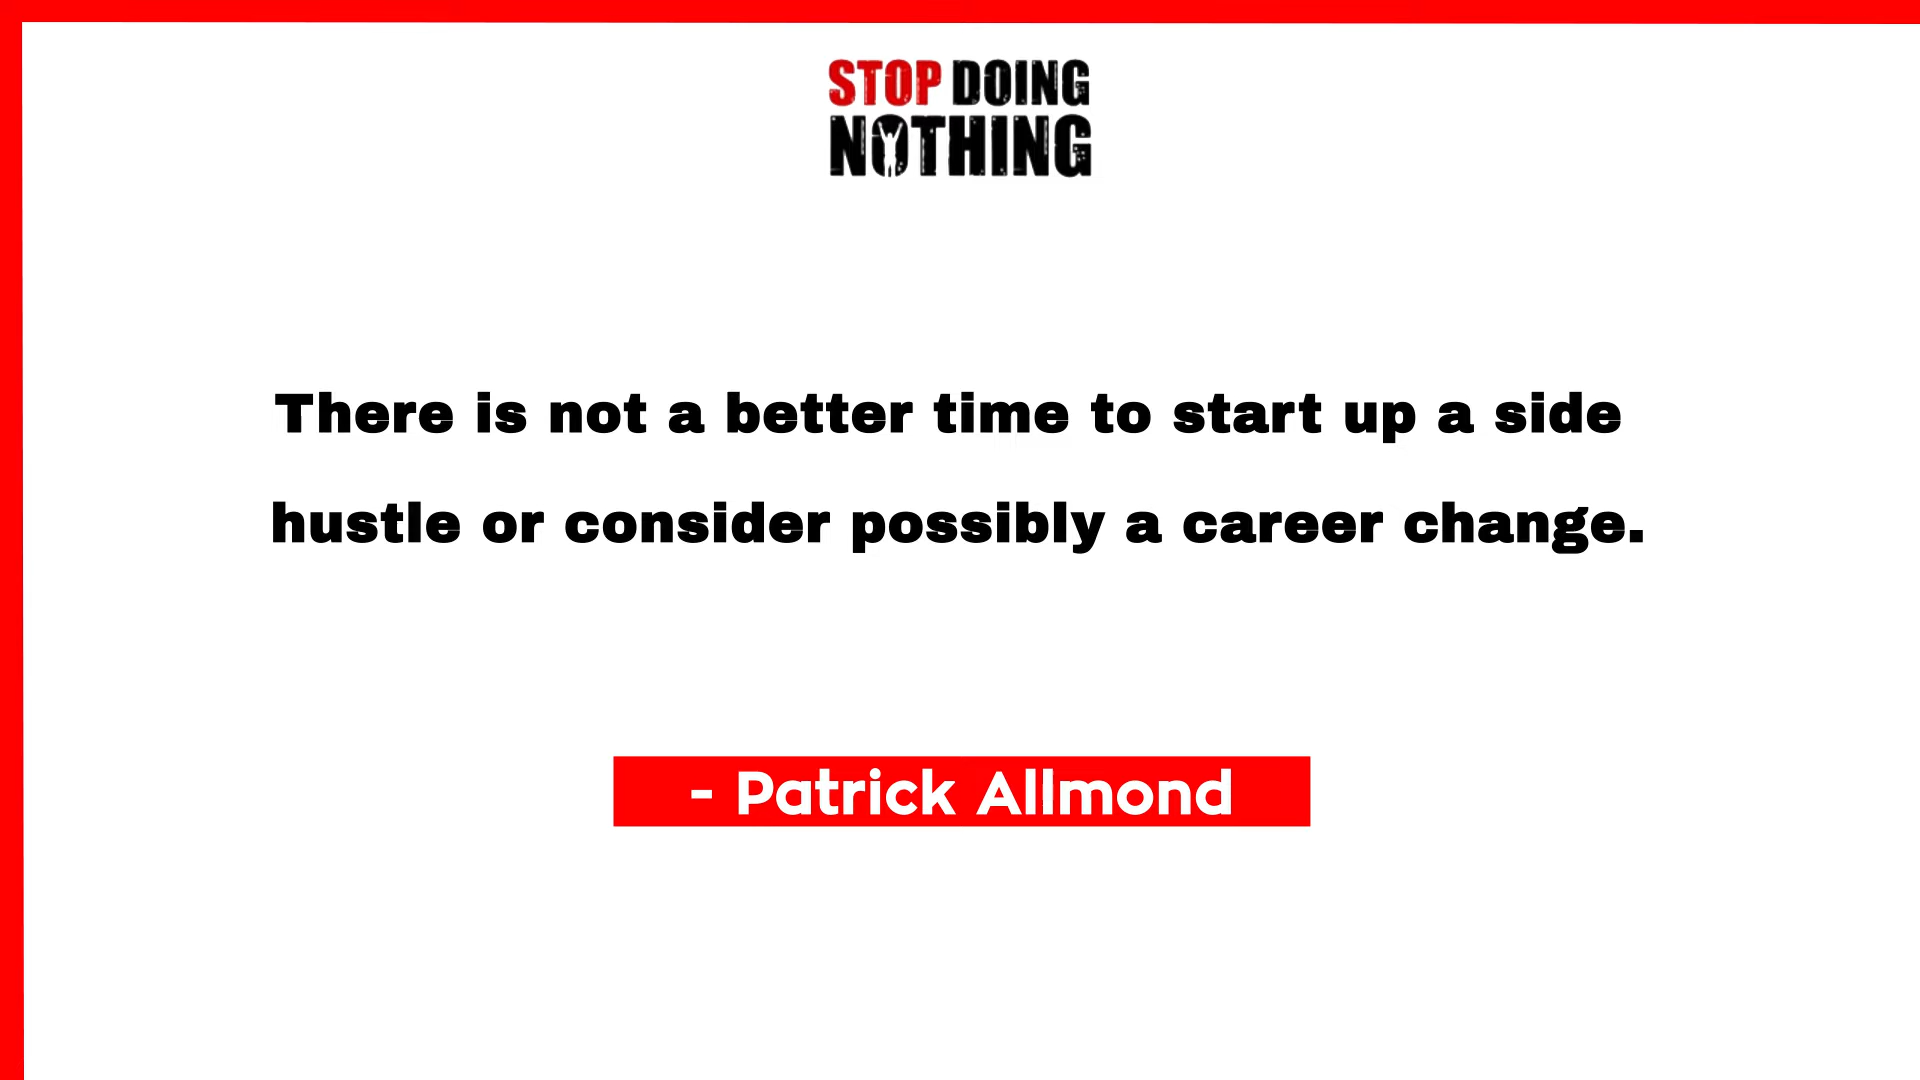 STOP DOING
NOTHING
There is not a better time to start up a side
hustle or consider possibly a career change.
- Patrick Allmond